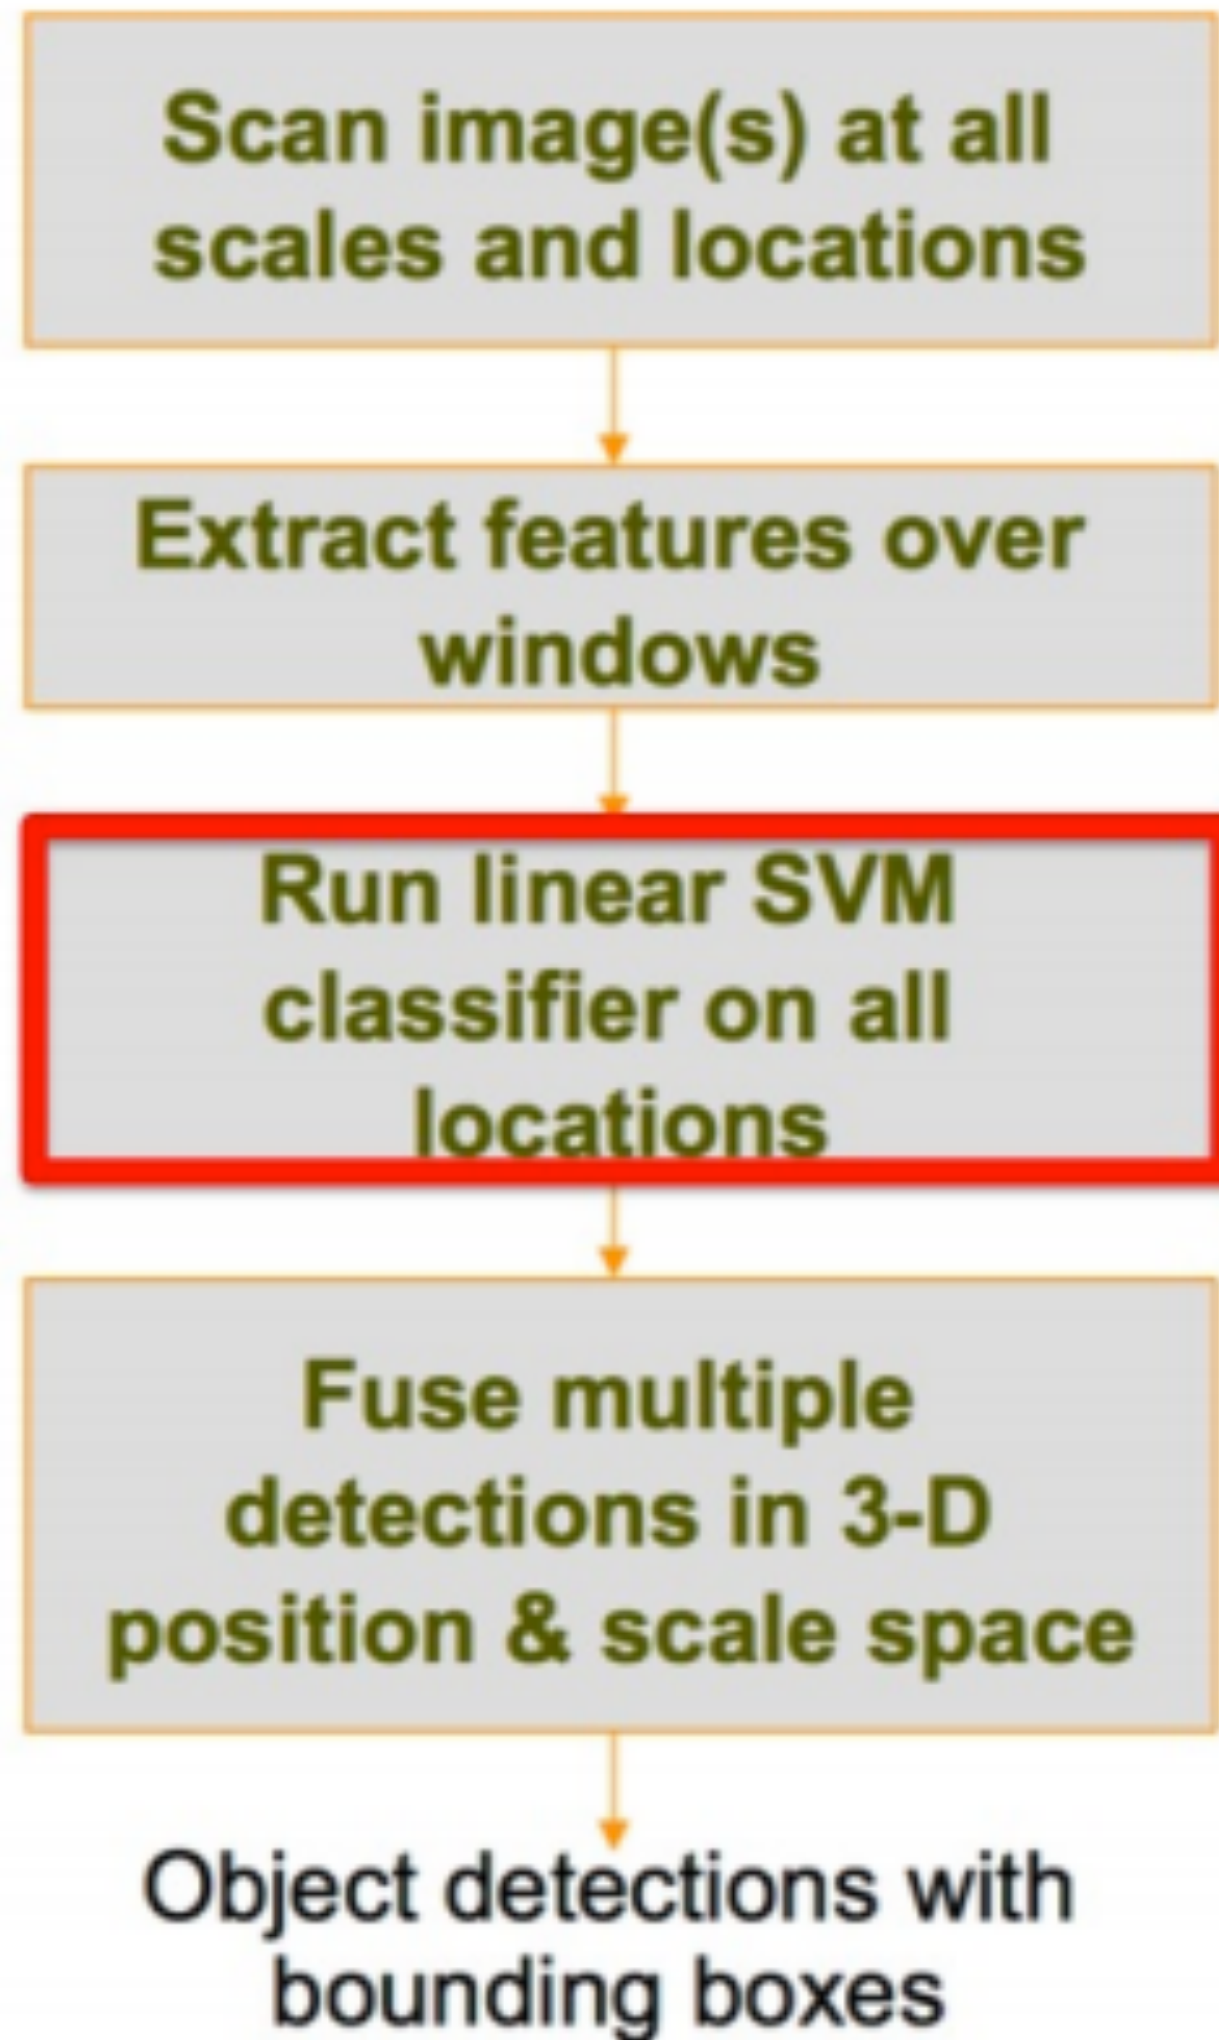 Scan image(s) at all
scales and locations
Extract features over
windows
Run linear SVM
classifier on all
locations
Fuse multiple
detections in 3-D
position & scale space
Object detections with
bounding boxes